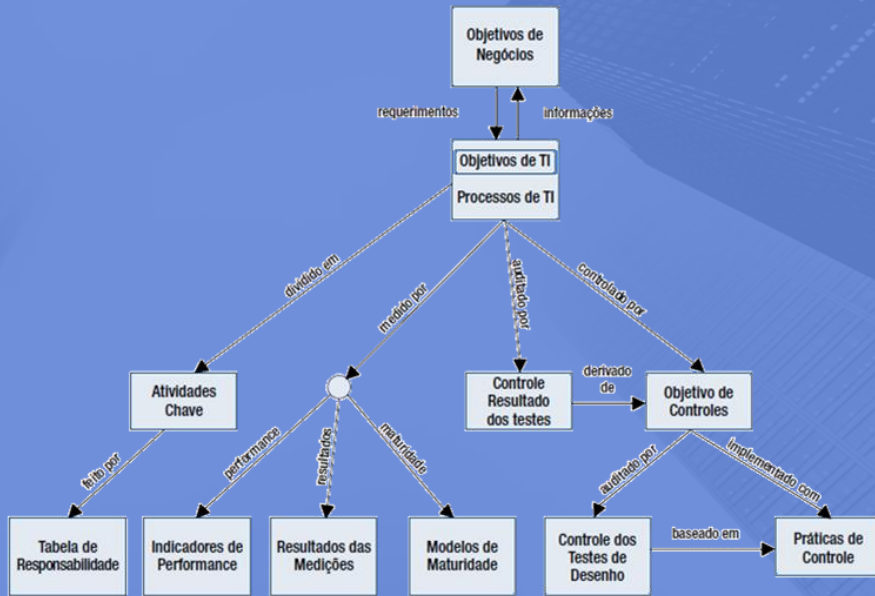 Objetivos de
Negócios
requerimentos
informações
Objetivos de TI
Processos de TI
dividido em
medido por
auditado por
controlado por
Atividades
Chave
Controle
Resultado
dos testes
derivado
de
Objetivo de
Controles
feito por
performance
resultados
maturidade
auditado por
implementado com
Tabela de
Responsabilidade
Indicadores de
Performance
Resultados das
Medições
Modelos de
Maturidade
Controle dos
Testes de
Desenho
baseado em
Práticas de
Controle